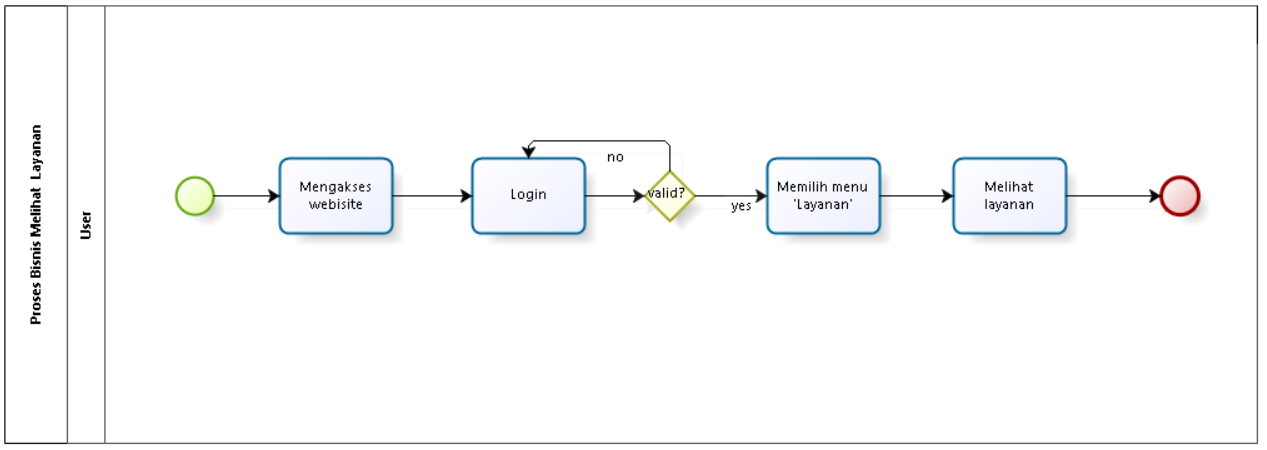 Proses Bisnis Melihat Layanan
User
Mengakses
webisite
Login
no
valid?
yes
Memilih menu
'Layanan'
Melihat
layanan